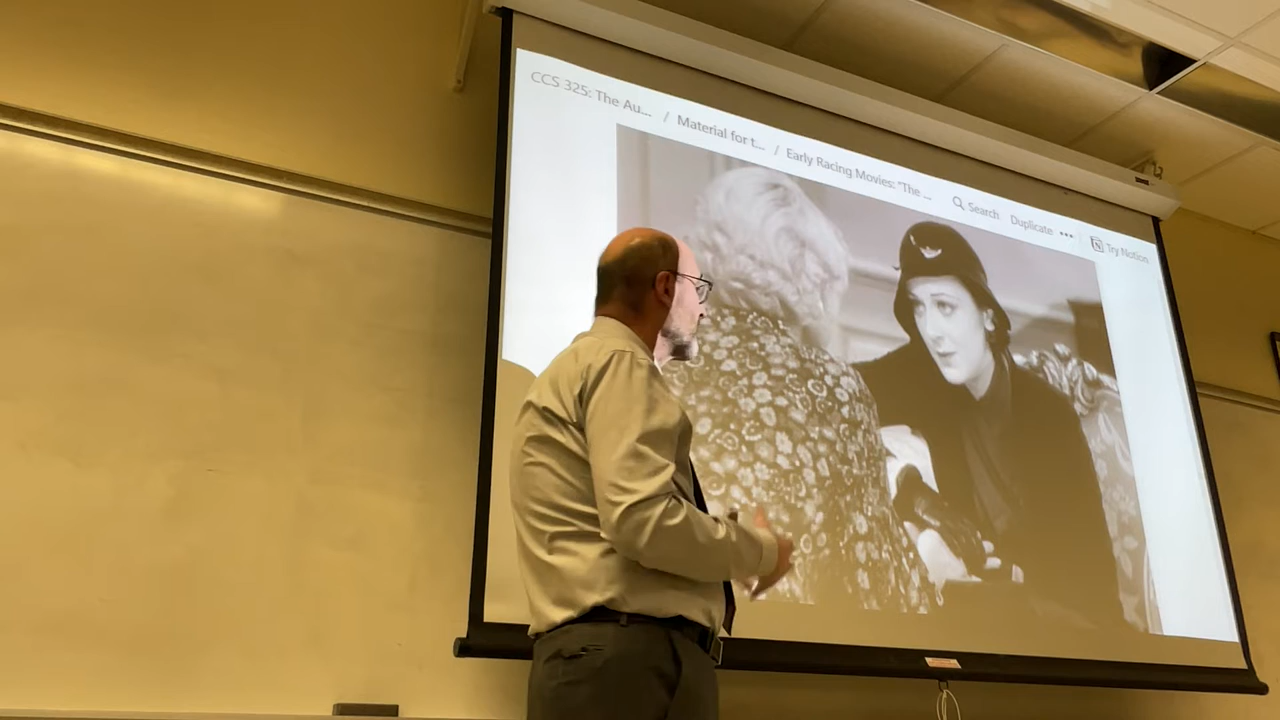 CCS 325: The Au... / Material for t... / Early Racing Movies: "The ...
Search Duplicate ••• Try Notion